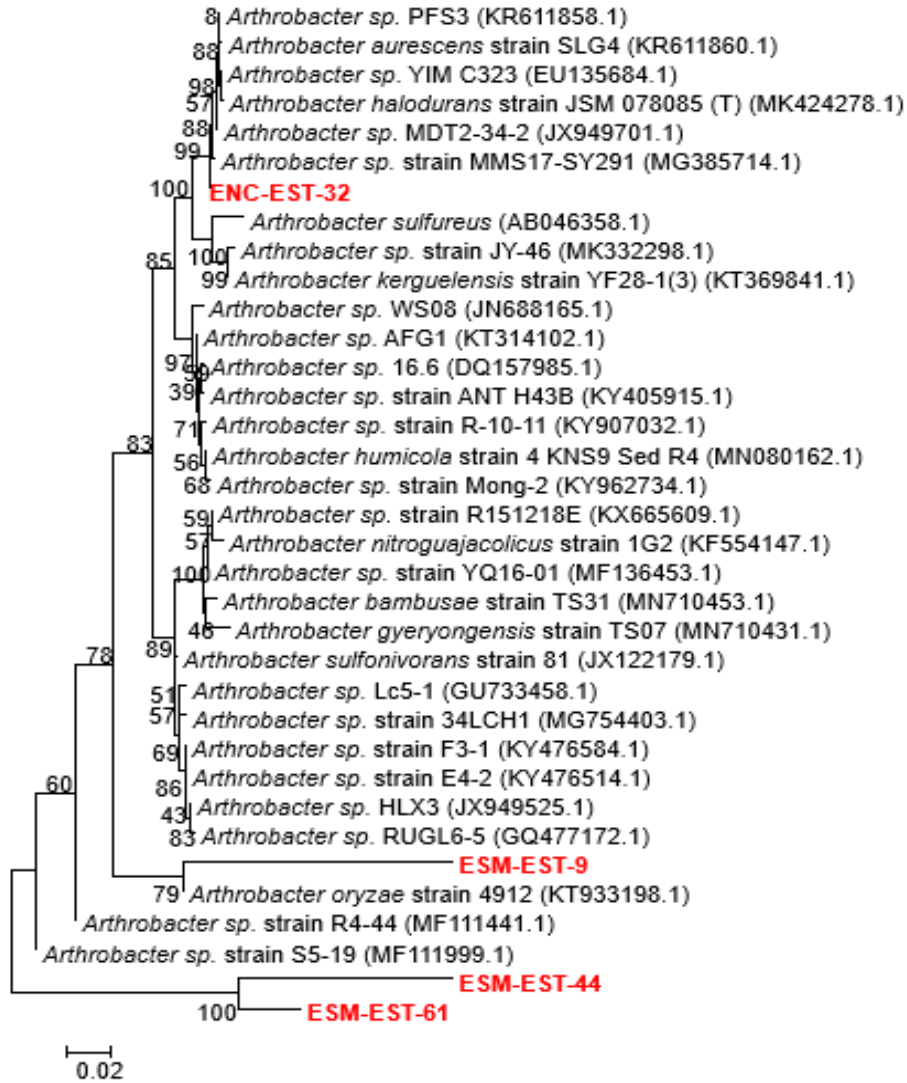 8 Arthrobacter sp. PFS3 (KR611858.1)
88 Arthrobacter aurescens strain SLG4 (KR611860.1)
98 Arthrobacter sp. YIM C323 (EU135684.1)
57 Arthrobacter halodurans strain JSM 078085 (T) (MK424278.1)
88 Arthrobacter sp. MDT2-34-2 (JX949701.1)
99 Arthrobacter sp. strain MMS17-SY291 (MG385714.1)
100 ENC-EST-32
Arthrobacter sulfureus (AB046358.1)
100 Arthrobacter sp. strain JY-46 (MK332298.1)
85
99 Arthrobacter kerguelensis strain YF28-1(3) (KT369841.1)
Arthrobacter sp. WS08 (JN688165.1)
Arthrobacter sp. AFG1 (KT314102.1)
97 59 Arthrobacter sp. 16.6 (DQ157985.1)
39 Arthrobacter sp. strain ANT H43B (KY405915.1)
71 Arthrobacter sp. strain R-10-11 (KY907032.1)
83
56 Arthrobacter humicola strain 4 KNS9 Sed R4 (MN080162.1)
68 Arthrobacter sp. strain Mong-2 (KY962734.1)
59 Arthrobacter sp. strain R151218E (KX665609.1)
57 Arthrobacter nitroguajacolicus strain 1G2 (KF554147.1)
100 Arthrobacter sp. strain YQ16-01 (MF136453.1)
Arthrobacter bambusae strain TS31 (MN710453.1)
46 Arthrobacter gyeryongensis strain TS07 (MN710431.1)
78 89 Arthrobacter sulfonivorans strain 81 (JX122179.1)
51 Arthrobacter sp. Lc5-1 (GU733458.1)
57 Arthrobacter sp. strain 34LCH1 (MG754403.1)
69 Arthrobacter sp. strain F3-1 (KY476584.1)
60 86 Arthrobacter sp. strain E4-2 (KY476514.1)
43 Arthrobacter sp. HLX3 (JX949525.1)
83 Arthrobacter sp. RUGL6-5 (GQ477172.1)
ESM-EST-9
79 Arthrobacter oryzae strain 4912 (KT933198.1)
Arthrobacter sp. strain R4-44 (MF111441.1)
Arthrobacter sp. strain S5-19 (MF111999.1)
ESM-EST-44
100 ESM-EST-61
0.02